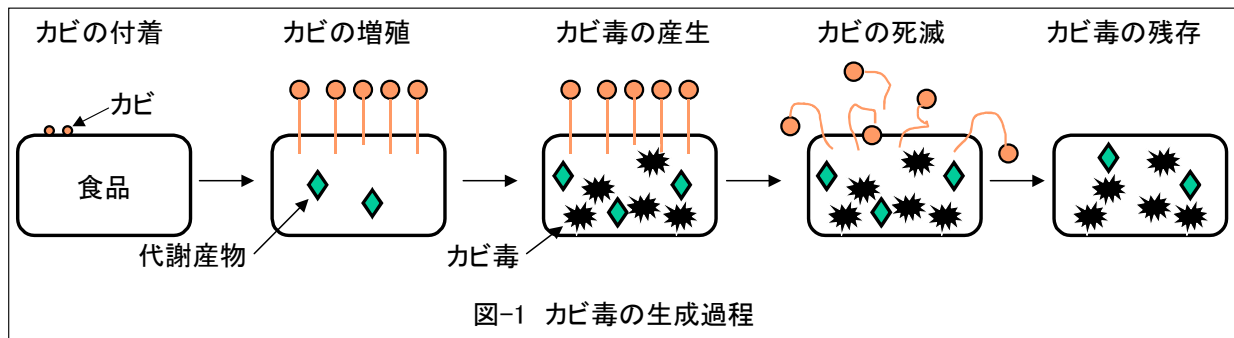 カビの付着
カビの増殖
カビ毒の産生
カビの死滅
カビ毒の残存
カビ
食品
代謝産物
カビ毒
図-1 カビ毒の生成過程